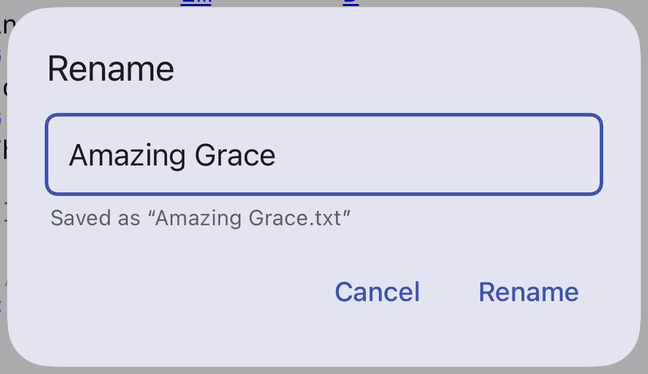 Rename
Amazing Grace
Saved as “Amazing Grace.txt”
Cancel Rename